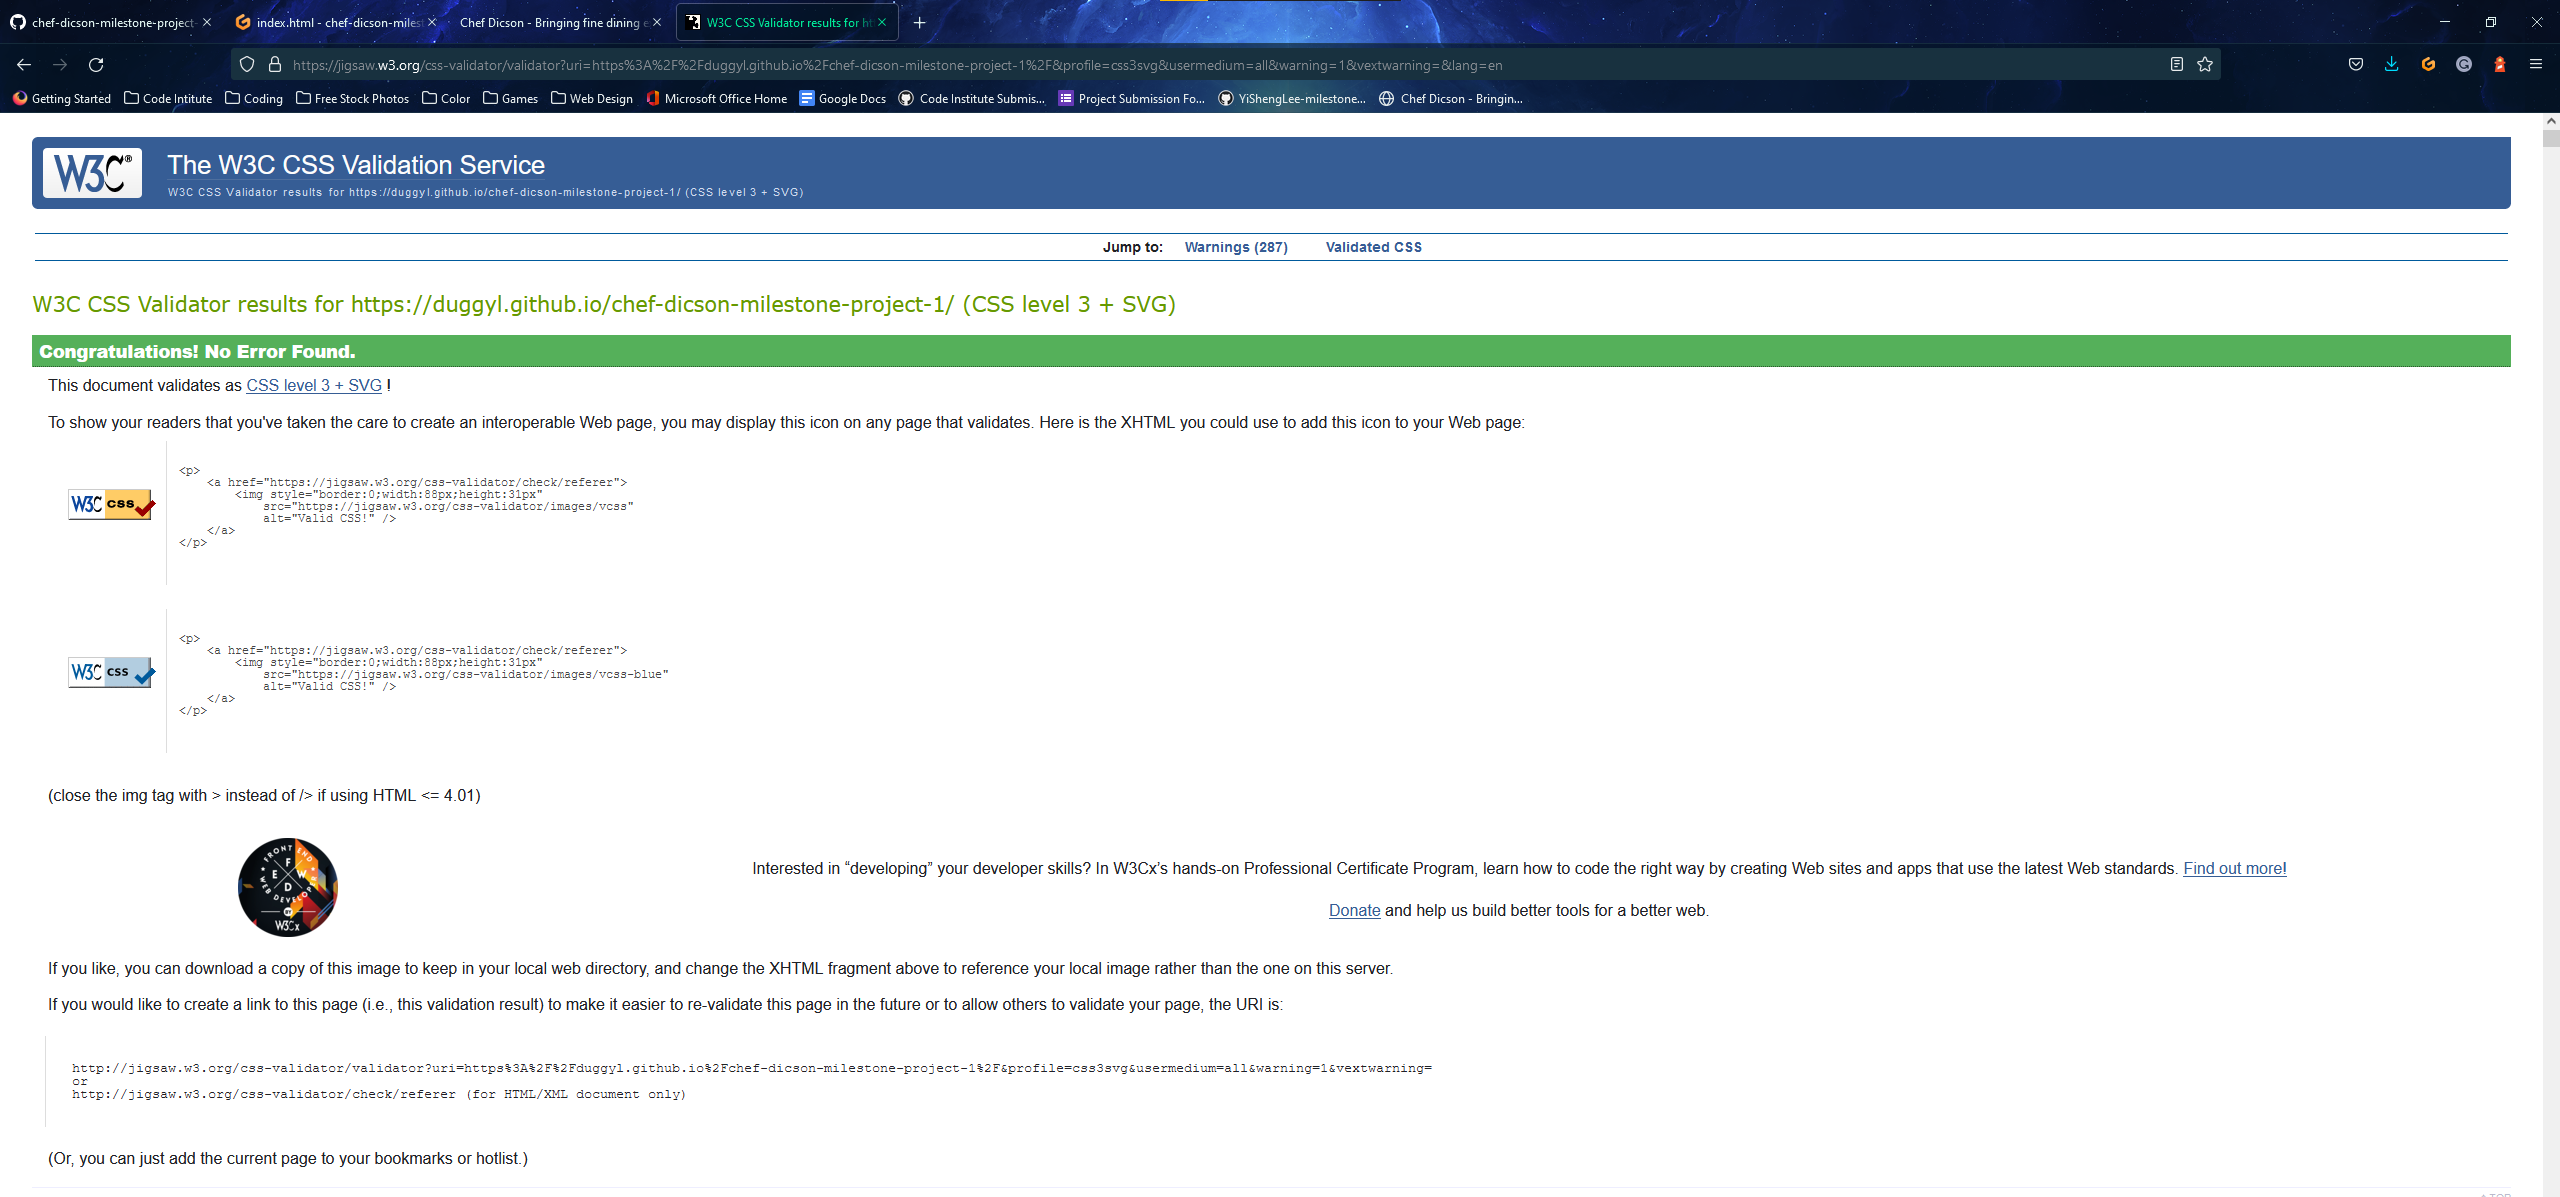 chef-dicson-milestone-project-
index.html - chef-dicson-miles
Chef Dicson - Bringing fine dining e
W3C CSS Validator results for ht
https://jigsaw.w3.org/css-validator/validator?uri=https%3A%2F%2Fduggyl.github.io%2Fchef-dicson-milestone-project-1%2F&profile=css3svg&usermedium=all&warning=1&vextwarning=&lang=en
Getting Started Code Intitute Coding Free Stock Photos Color Games Web Design Microsoft Office Home Google Docs Code Institute Submis... Project Submission Fo... YiShengLee-milestone... Chef Dicson - Bringin...
W3C®
The W3C CSS Validation Service
W3C CSS Validator results for https://duggyl.github.io/chef-dicson-milestone-project-1/ (CSS level 3 + SVG)
Jump to: Warnings (287) Validated CSS
W3C CSS Validator results for https://duggyl.github.io/chef-dicson-milestone-project-1/ (CSS level 3 + SVG)
Congratulations! No Error Found.
This document validates as CSS level 3 + SVG !
To show your readers that you've taken the care to create an interoperable Web page, you may display this icon on any page that validates. Here is the XHTML you could use to add this icon to your Web page:
W3C CSS
<p>
<a href="https://jigsaw.w3.org/css-validator/check/referer">
<img style="border:0;width:88px;height:31px"
src="https://jigsaw.w3.org/css-validator/images/vcss"
alt="Valid CSS!" />
</a>
</p>
W3C CSS
<p>
<a href="https://jigsaw.w3.org/css-validator/check/referer">
<img style="border:0;width:88px;height:31px"
src="https://jigsaw.w3.org/css-validator/images/vcss-blue"
alt="Valid CSS!" />
</a>
</p>
(close the img tag with > instead of /> if using HTML <= 4.01)
FRONT END
WEB DEVELOPER
F E W D
BY
W3Cx
Interested in “developing” your developer skills? In W3Cx’s hands-on Professional Certificate Program, learn how to code the right way by creating Web sites and apps that use the latest Web standards. Find out more!
Donate and help us build better tools for a better web.
If you like, you can download a copy of this image to keep in your local web directory, and change the XHTML fragment above to reference your local image rather than the one on this server.
If you would like to create a link to this page (i.e., this validation result) to make it easier to re-validate this page in the future or to allow others to validate your page, the URI is:
http://jigsaw.w3.org/css-validator/validator?uri=https%3A%2F%2Fduggyl.github.io%2Fchef-dicson-milestone-project-1%2F&profile=css3svg&usermedium=all&warning=1&vextwarning=
or
http://jigsaw.w3.org/css-validator/check/referer (for HTML/XML document only)
(Or, you can just add the current page to your bookmarks or hotlist.)